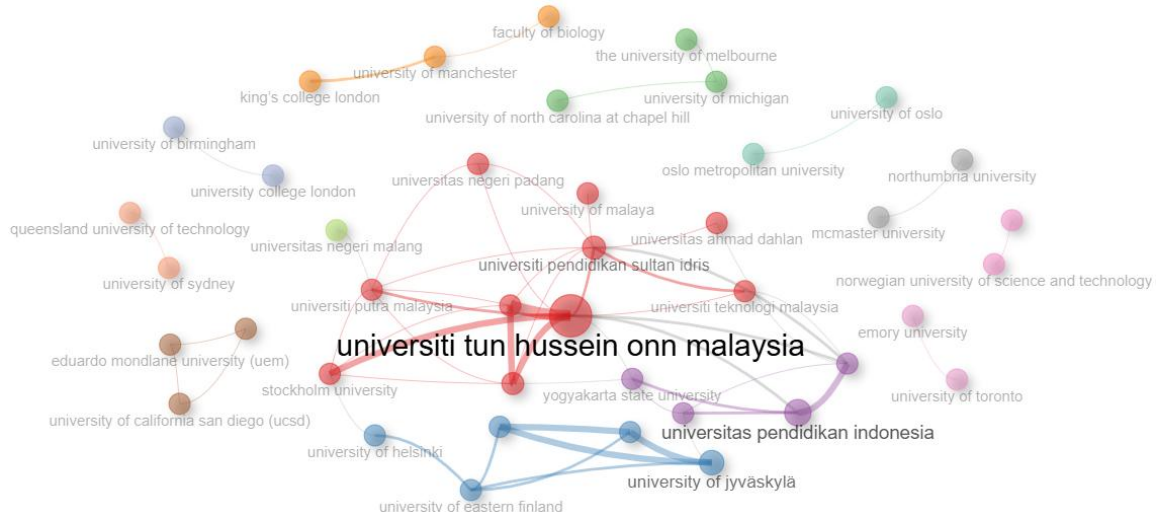 faculty of biology
the university of melbourne
university of manchester
king's college london
university of michigan
university of north carolina at chapel hill
university of oslo
university of birmingham
oslo metropolitan university
northumbria university
universitas negeri padang
university college london
university of malaya
queensland university of technology
universitas negeri malang
universitas ahmad dahlan
mcmaster university
universiti pendidikan sultan idris
university of sydney
norwegian university of science and technology
universiti putra malaysia
universiti teknologi malaysia
emory university
universiti tun hussein onn malaysia
eduardo mondlane university (uem)
stockholm university
yogyakarta state university
university of toronto
university of california san diego (ucsd)
universitas pendidikan indonesia
university of helsinki
university of jyväskylä
university of eastern finland